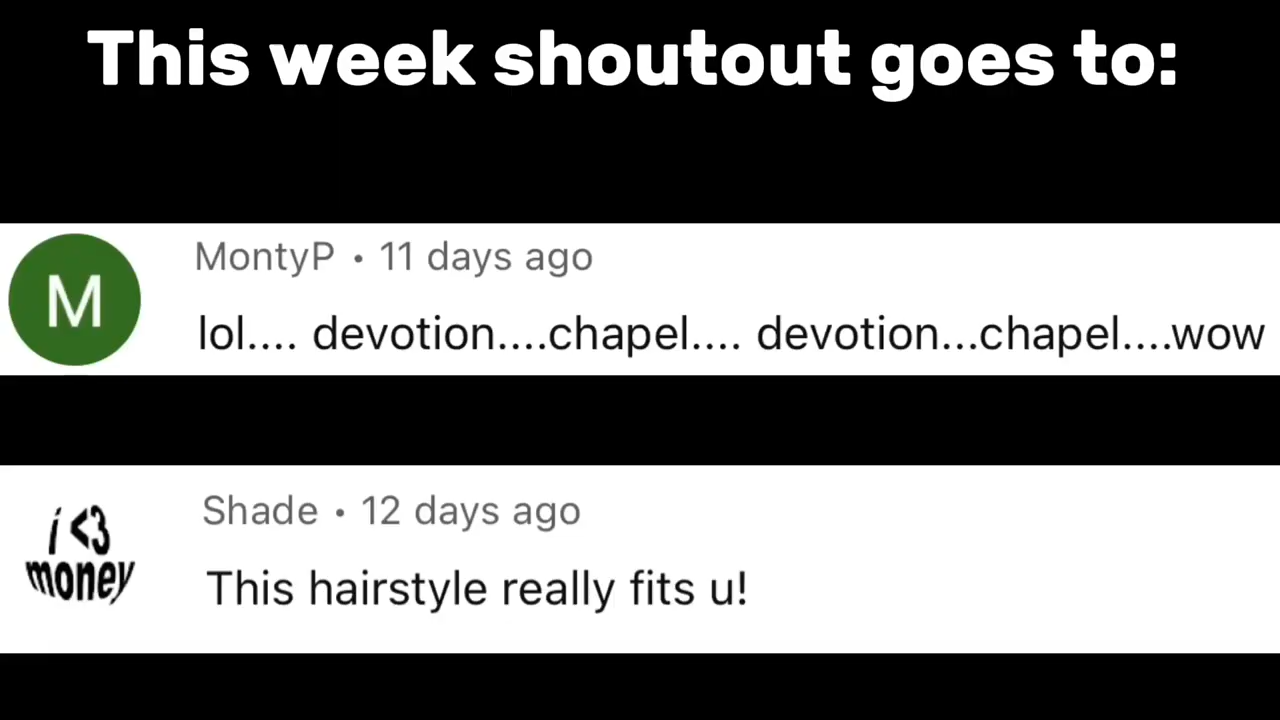 This week shoutout goes to:
M
MontyP • 11 days ago
lol.... devotion....chapel.... devotion...chapel....wow
i <3
money
Shade • 12 days ago
This hairstyle really fits u!